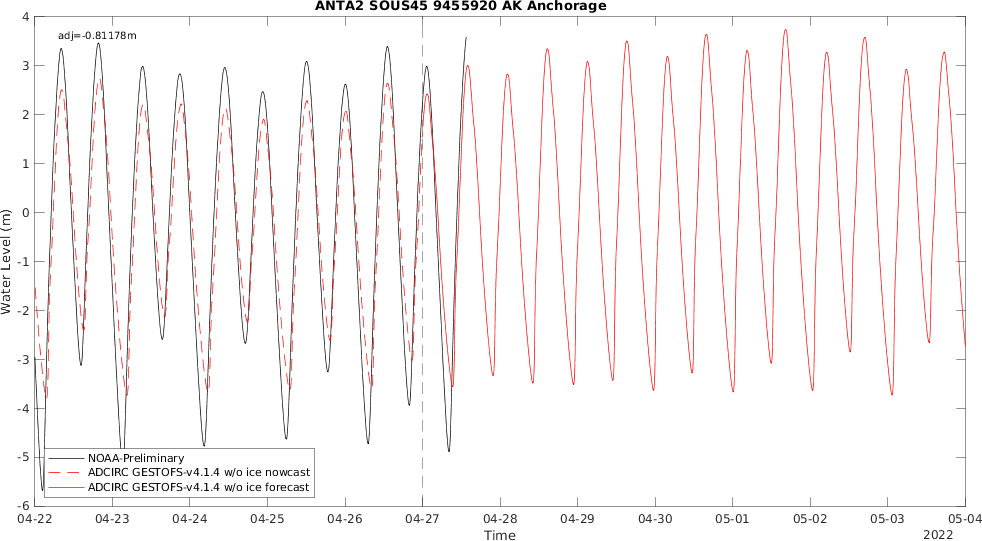 ANTA2 SOUS45 9455920 AK Anchorage
adj=-0.81178m
4
3
2
1
0
-1
-2
-3
-4
-5
-6
Water Level (m)
NOAA-Preliminary
ADCIRC GESTOFS-v4.1.4 w/o ice nowcast
ADCIRC GESTOFS-v4.1.4 w/o ice forecast
04-22 04-23 04-24 04-25 04-26 04-27 04-28 04-29 04-30 05-01 05-02 05-03 05-04
Time
2022